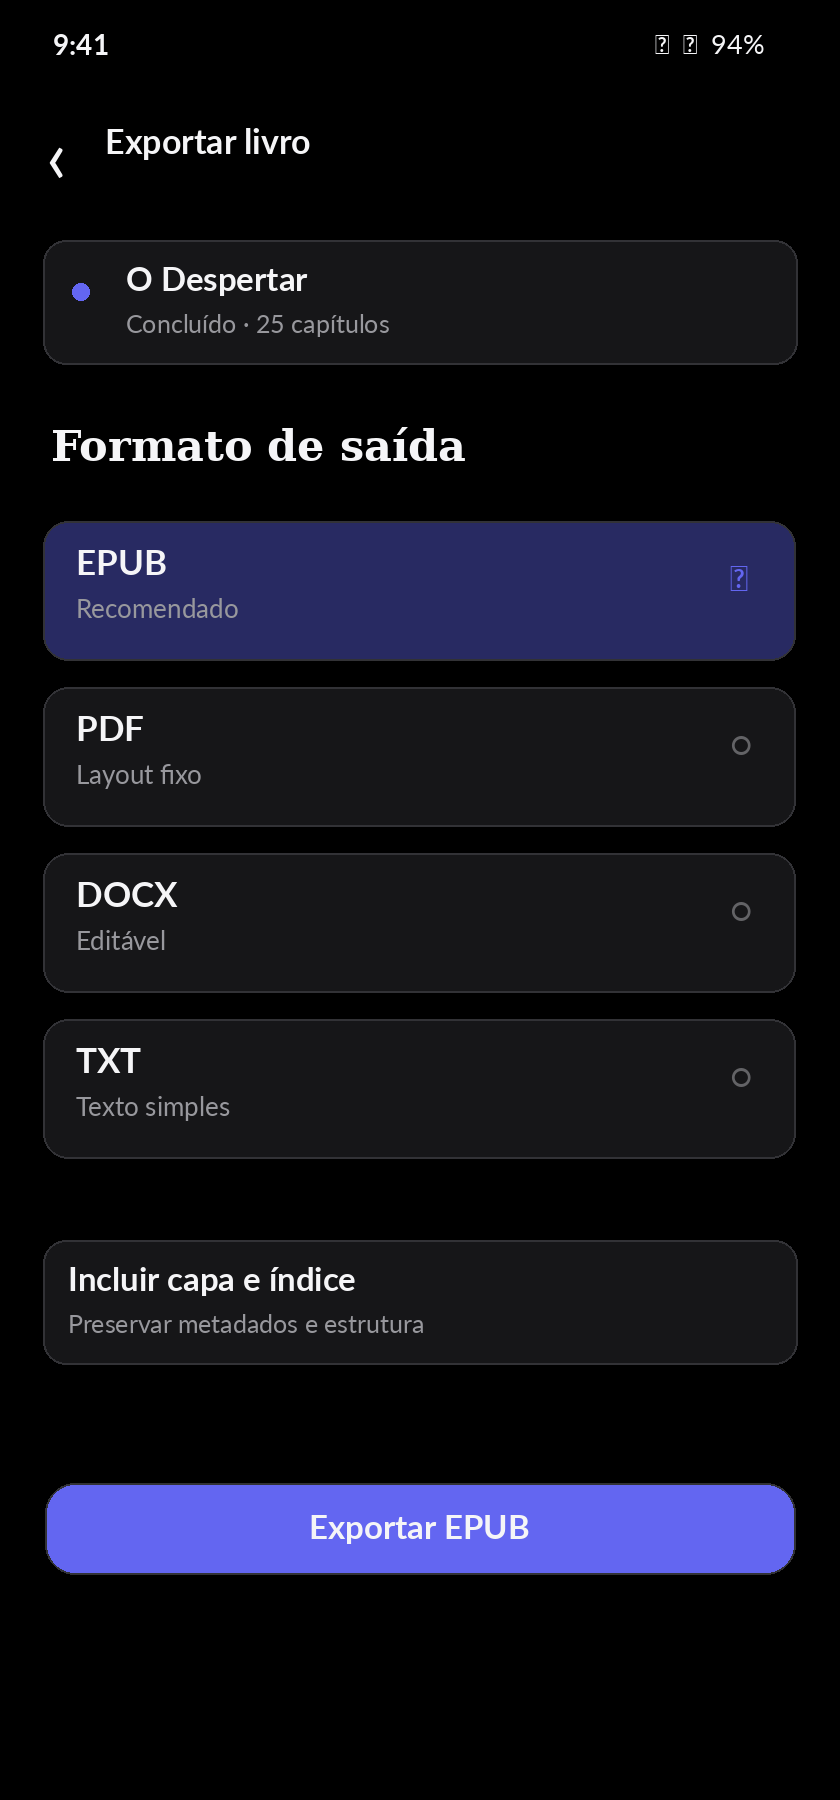 9:41
94%
Exportar livro
O Despertar
Concluído · 25 capítulos
Formato de saída
EPUB
Recomendado
PDF
Layout fixo
DOCX
Editável
TXT
Texto simples
Incluir capa e índice
Preservar metadados e estrutura
Exportar EPUB